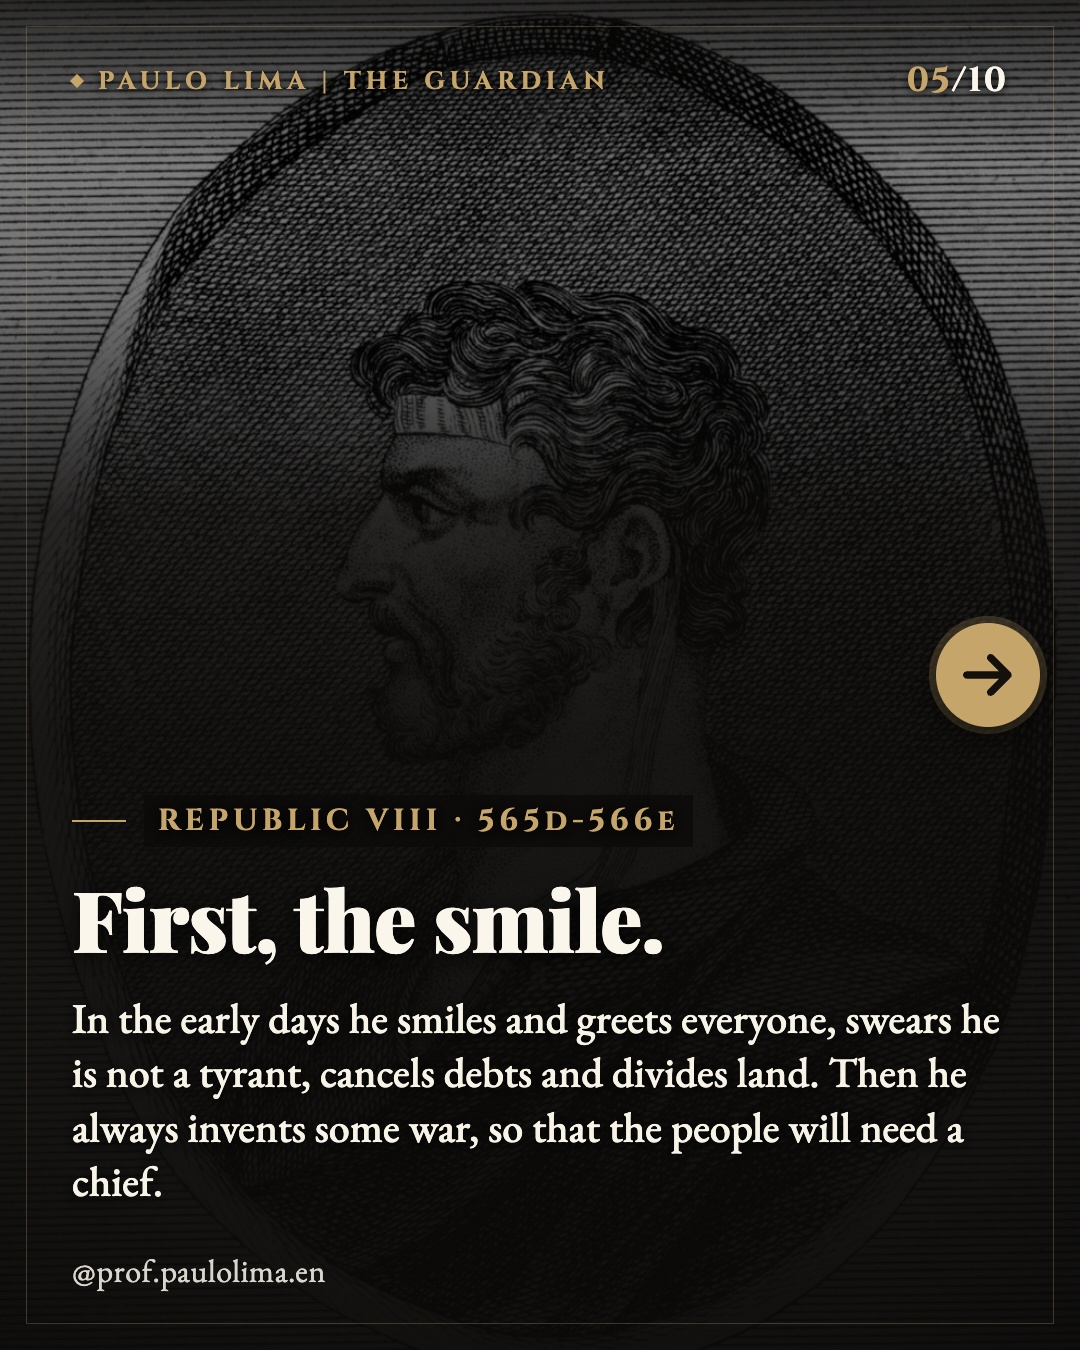 ◆ PAULO LIMA | THE GUARDIAN
05/10
REPUBLIC VIII · 565D-566E
First, the smile.
In the early days he smiles and greets everyone, swears he
is not a tyrant, cancels debts and divides land. Then he
always invents some war, so that the people will need a
chief.
@prof.paulolima.en